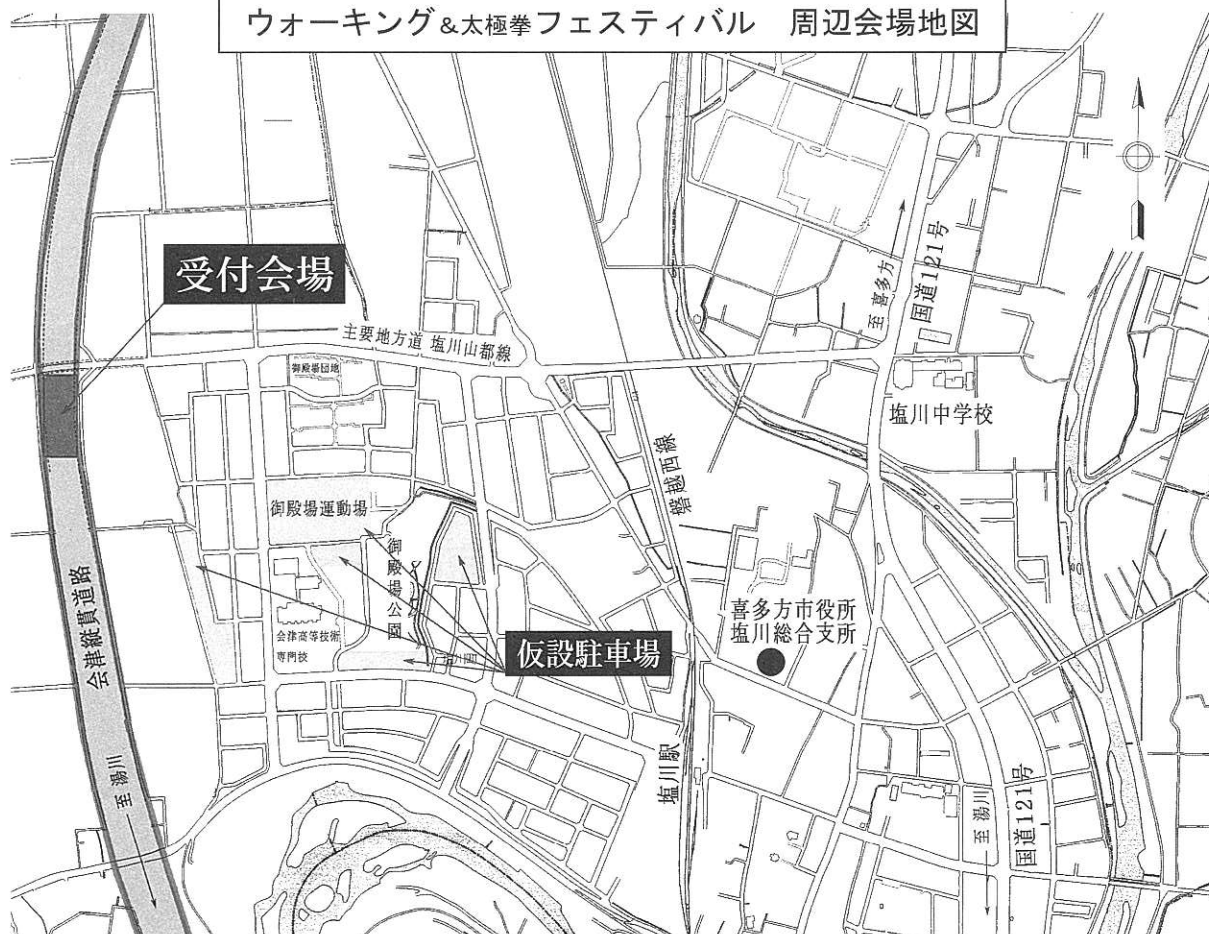 ウォーキング&太極拳フェスティバル 周辺会場地図
受付会場
主要地方道 塩川山都線
御殿場団地
至 喜多方
国道121号
塩川中学校
磐越西線
御殿場運動場
御殿場公園
会津縦貫道路
会津高等技術
専門校
仮設駐車場
喜多方市役所
塩川総合支所
塩川駅
至 湯川
至 湯川
国道121号